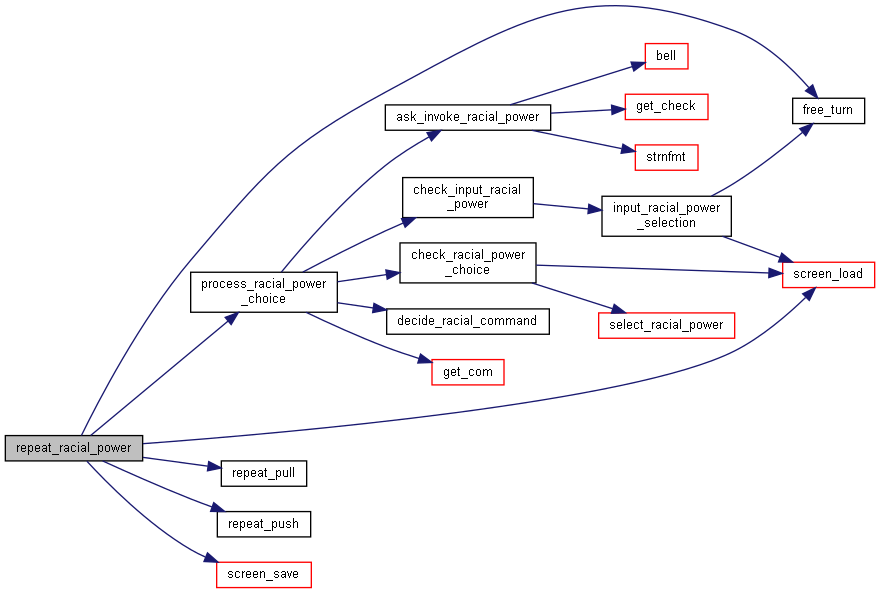 bell
get_check
free_turn
ask_invoke_racial_power
strnfmt
check_input_racial
_power
input_racial_power
_selection
check_racial_power
_choice
screen_load
process_racial_power
_choice
decide_racial_command
select_racial_power
get_com
repeat_racial_power
repeat_pull
repeat_push
screen_save